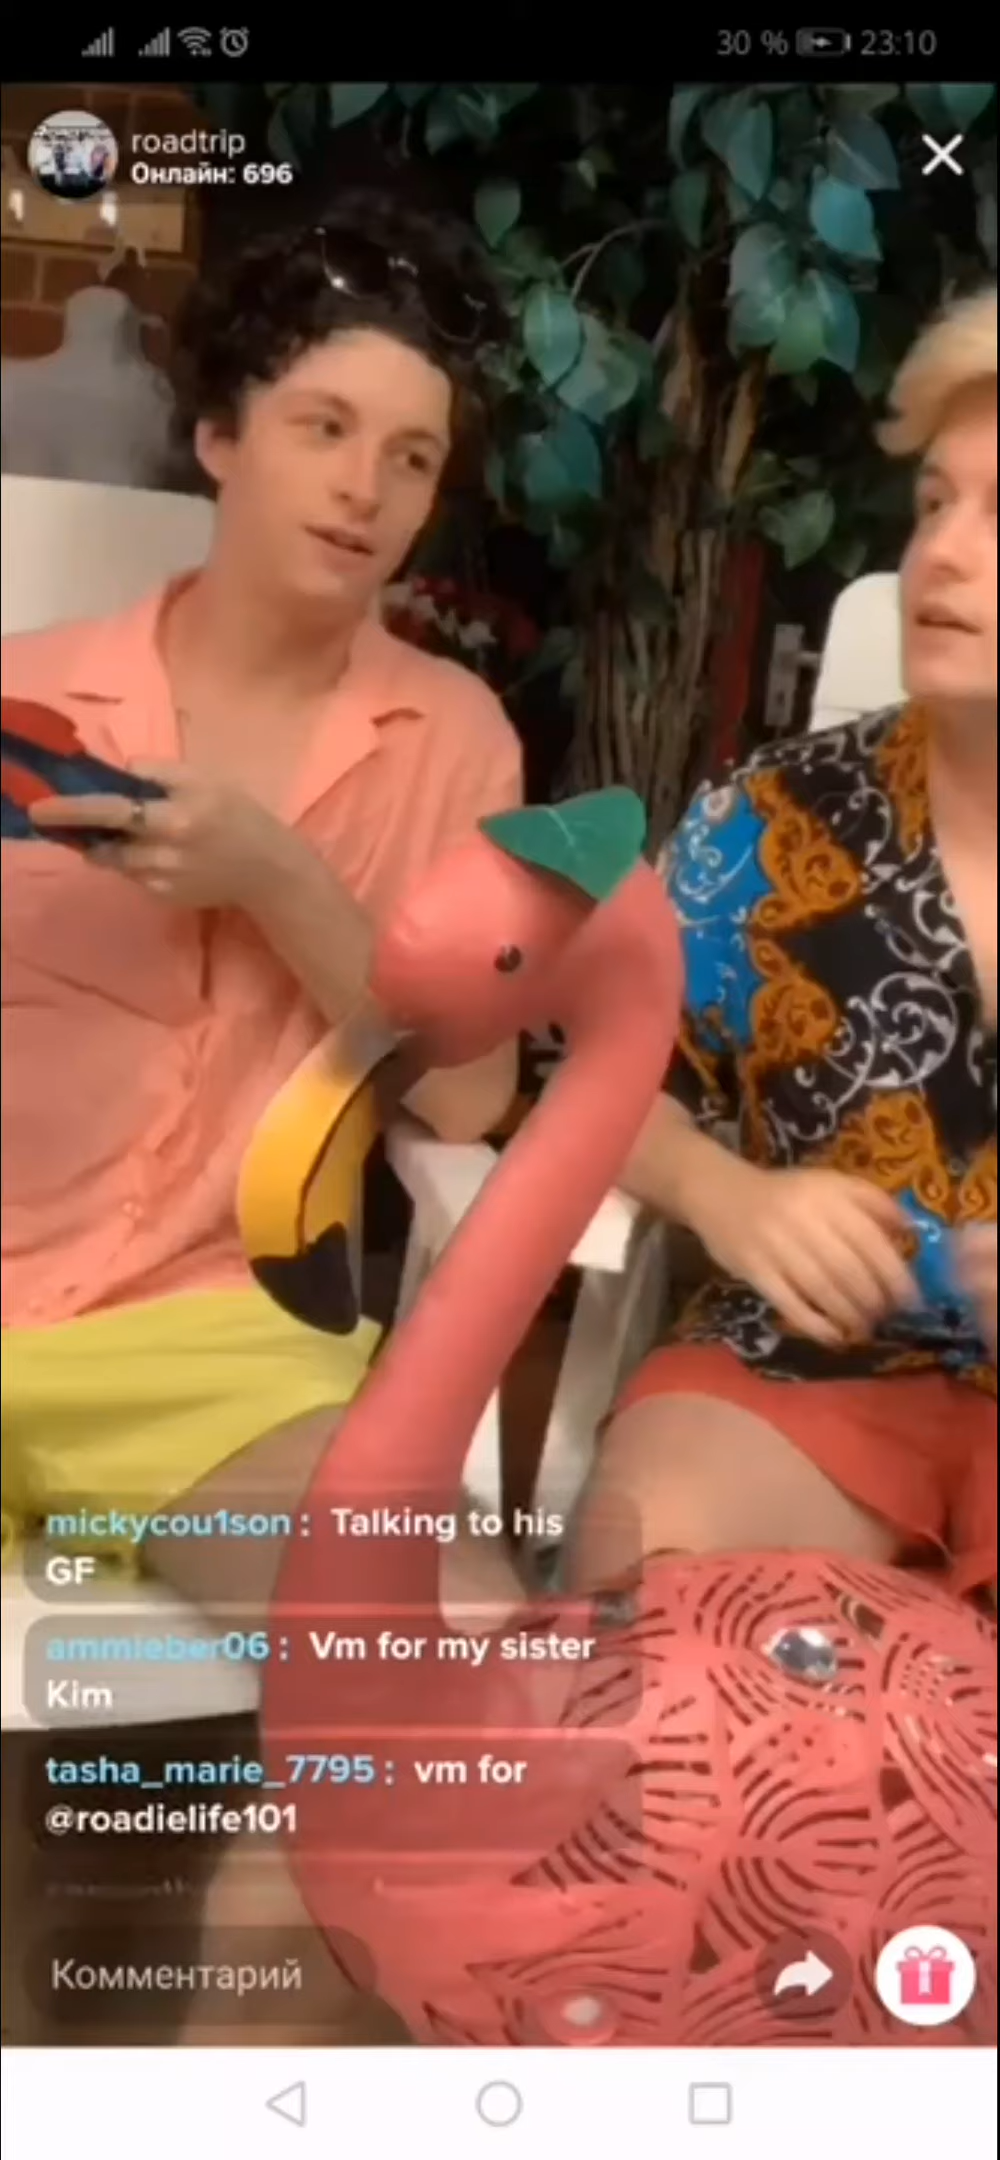 30 % 23:10
roadtrip
Онлайн: 696
mickycou1son : Talking to his
GF
ammieber06 : Vm for my sister
Kim
tasha_marie_7795 : vm for
@roadielife101
Комментарий